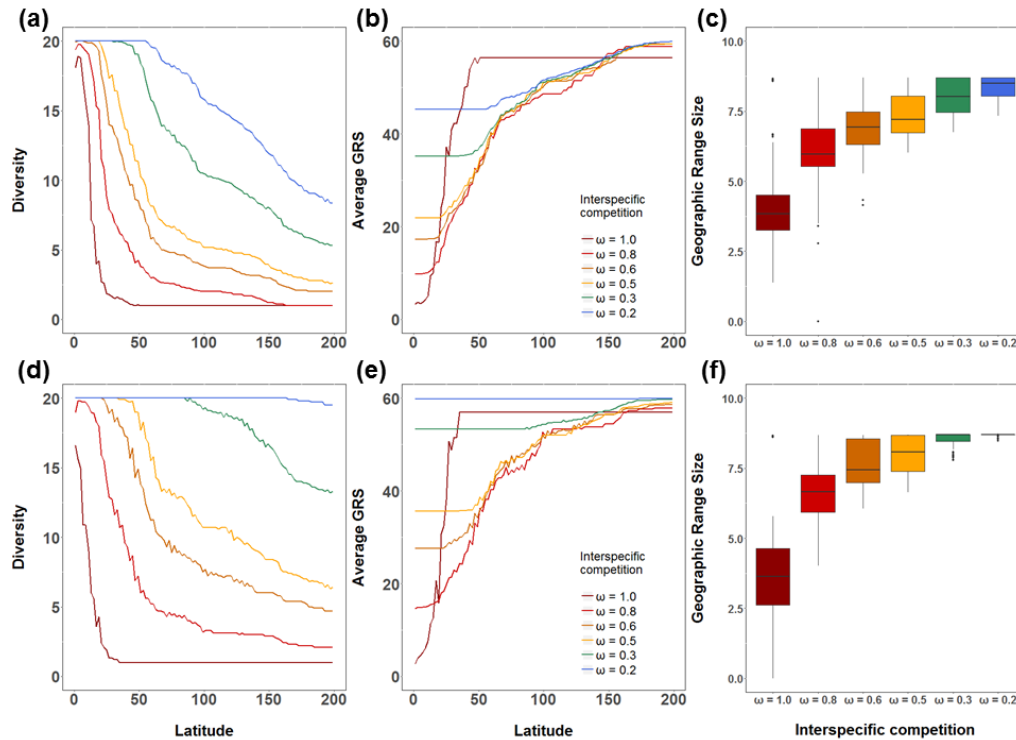 (a)
Diversity
20
15
10
5
0
0 50 100 150 200
(b)
Average GRS
60
40
20
0
0 50 100 150 200
Interspecific
competition
ω = 1.0
ω = 0.8
ω = 0.6
ω = 0.5
ω = 0.3
ω = 0.2
(c)
Geographic Range Size
10.0
7.5
5.0
2.5
0.0
ω = 1.0 ω = 0.8 ω = 0.6 ω = 0.5 ω = 0.3 ω = 0.2
(d)
Diversity
20
15
10
5
0
0 50 100 150 200
Latitude
(e)
Average GRS
60
40
20
0
0 50 100 150 200
Latitude
Interspecific
competition
ω = 1.0
ω = 0.8
ω = 0.6
ω = 0.5
ω = 0.3
ω = 0.2
(f)
Geographic Range Size
10.0
7.5
5.0
2.5
0.0
ω = 1.0 ω = 0.8 ω = 0.6 ω = 0.5 ω = 0.3 ω = 0.2
Interspecific competition